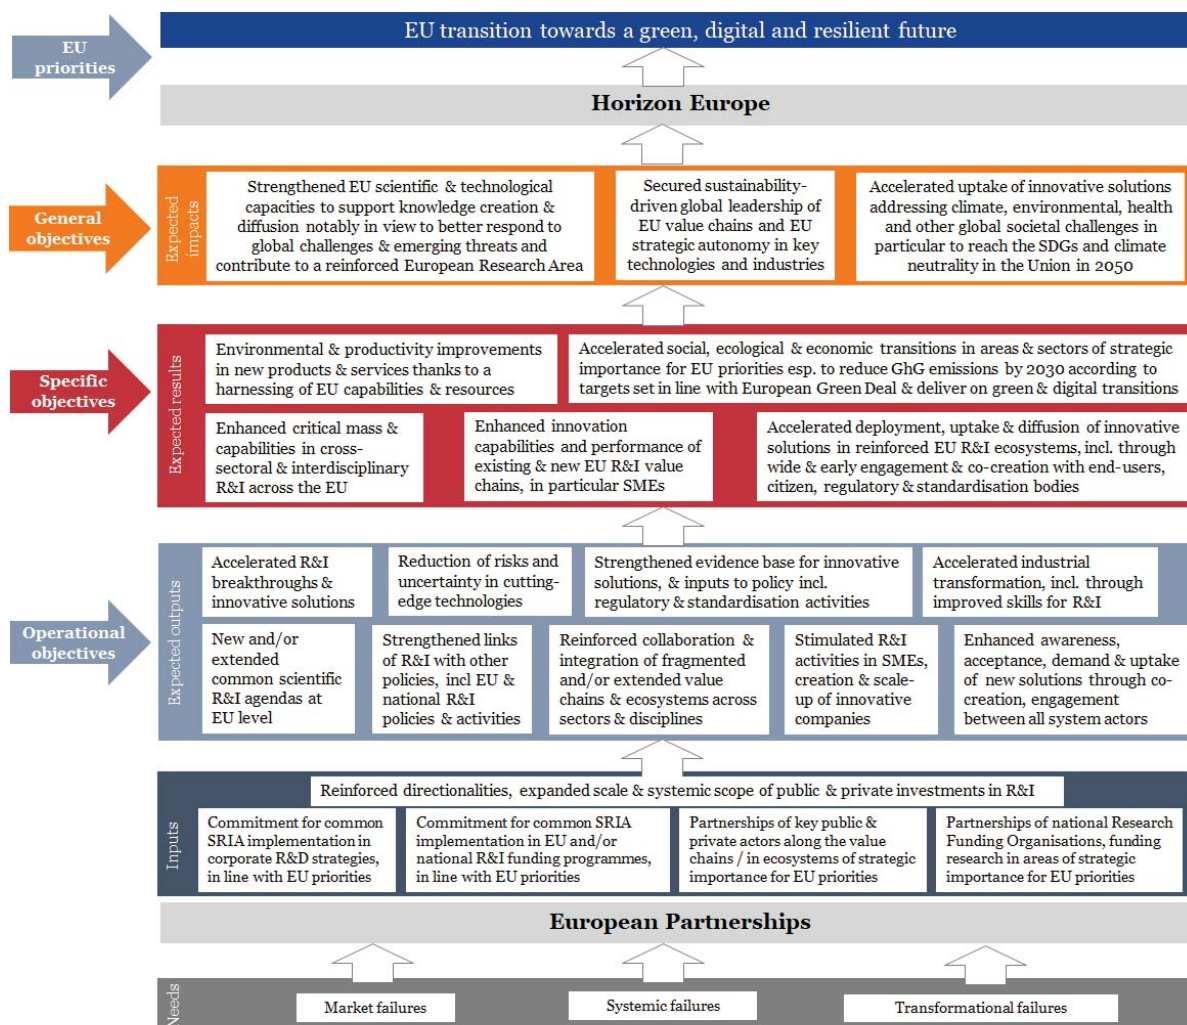 EU transition towards a green, digital and resilient future
EU
priorities
Horizon Europe
General
objectives
Expected
impacts
Strengthened EU scientific & technological
capacities to support knowledge creation &
diffusion notably in view to better respond to
global challenges & emerging threats and
contribute to a reinforced European Research Area
Secured sustainability-
driven global leadership of
EU value chains and EU
strategic autonomy in key
technologies and industries
Accelerated uptake of innovative solutions
addressing climate, environmental, health
and other global societal challenges in
particular to reach the SDGs and climate
neutrality in the Union in 2050
Specific
objectives
Expected results
Environmental & productivity improvements
in new products & services thanks to a
harnessing of EU capabilities & resources
Accelerated social, ecological & economic transitions in areas & sectors of strategic
importance for EU priorities esp. to reduce GhG emissions by 2030 according to
targets set in line with European Green Deal & deliver on green & digital transitions
Enhanced critical mass &
capabilities in cross-
sectoral & interdisciplinary
R&I across the EU
Enhanced innovation
capabilities and performance of
existing & new EU R&I value
chains, in particular SMEs
Accelerated deployment, uptake & diffusion of innovative
solutions in reinforced EU R&I ecosystems, incl. through
wide & early engagement & co-creation with end-users,
citizen, regulatory & standardisation bodies
Operational
objectives
Expected outputs
Accelerated R&I
breakthroughs &
innovative solutions
Reduction of risks and
uncertainty in cutting-
edge technologies
Strengthened evidence base for innovative
solutions, & inputs to policy incl.
regulatory & standardisation activities
Accelerated industrial
transformation, incl. through
improved skills for R&I
New and/or
extended
common scientific
R&I agendas at
EU level
Strengthened links
of R&I with other
policies, incl EU &
national R&I
policies & activities
Reinforced collaboration &
integration of fragmented
and/or extended value
chains & ecosystems across
sectors & disciplines
Stimulated R&I
activities in SMEs,
creation & scale-
up of innovative
companies
Enhanced awareness,
acceptance, demand & uptake
of new solutions through co-
creation, engagement
between all system actors
Inputs
Reinforced directionalities, expanded scale & systemic scope of public & private investments in R&I
Commitment for common
SRIA implementation in
corporate R&D strategies,
in line with EU priorities
Commitment for common SRIA
implementation in EU and/or
national R&I funding programmes,
in line with EU priorities
Partnerships of key public &
private actors along the value
chains / in ecosystems of strategic
importance for EU priorities
Partnerships of national Research
Funding Organisations, funding
research in areas of strategic
importance for EU priorities
European Partnerships
Needs
Market failures
Systemic failures
Transformational failures